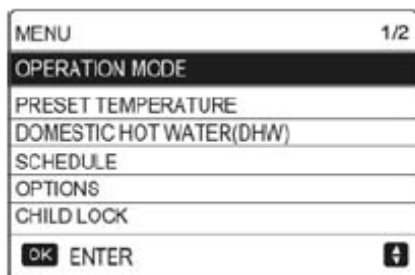 MENU 1/2
OPERATION MODE
PRESET TEMPERATURE
DOMESTIC HOT WATER(DHW)
SCHEDULE
OPTIONS
CHILD LOCK
OK ENTER